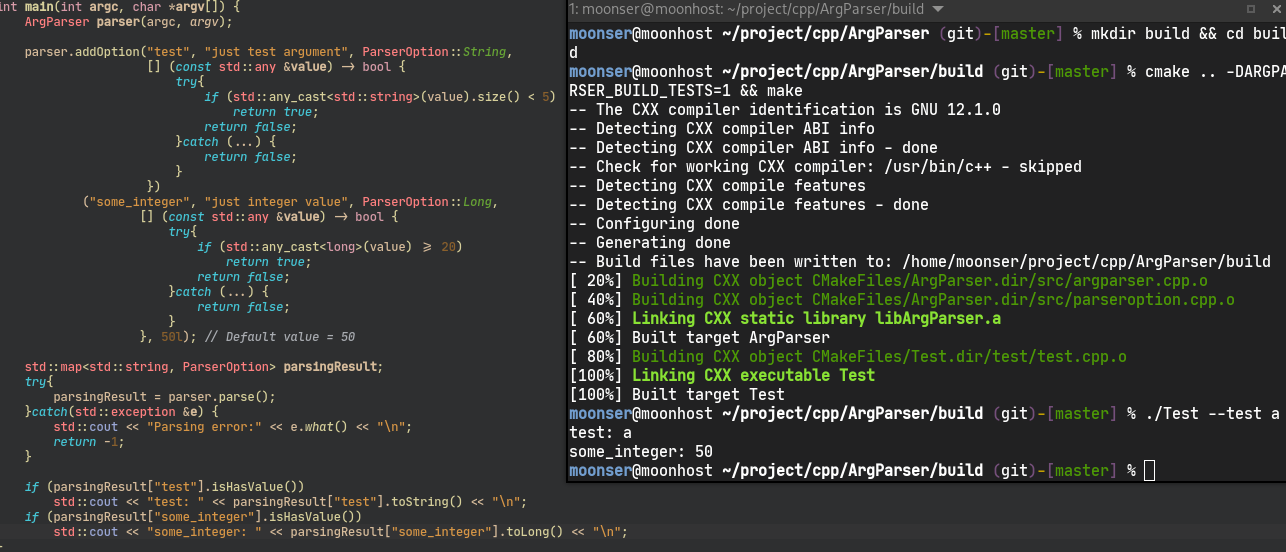 int main(int argc, char *argv[]) {
    ArgParser parser(argc, argv);
    parser.addOption("test", "just test argument", ParserOption::String,
                     [] (const std::any &value) -> bool {
                         try{
                             if (std::any_cast<std::string>(value).size() < 5)
                                 return true;
                             return false;
                         }catch (...) {
                             return false;
                         }
                     })
            ("some_integer", "just integer value", ParserOption::Long,
                    [] (const std::any &value) -> bool {
                        try{
                            if (std::any_cast<long>(value) >= 20)
                                return true;
                            return false;
                        }catch (...) {
                            return false;
                        }
                    }, 50l); // Default value = 50
    std::map<std::string, ParserOption> parsingResult;
    try{
        parsingResult = parser.parse();
    }catch(std::exception &e) {
        std::cout << "Parsing error:" << e.what() << "\n";
        return -1;
    }
    if (parsingResult["test"].isHasValue())
        std::cout << "test: " << parsingResult["test"].toString() << "\n";
    if (parsingResult["some_integer"].isHasValue())
        std::cout << "some_integer: " << parsingResult["some_integer"].toLong() << "\n";
1: moonser@moonhost:~/project/cpp/ArgParser/build
moonser@moonhost ~/project/cpp/ArgParser (git)-[master] % mkdir build && cd buil
d
moonser@moonhost ~/project/cpp/ArgParser/build (git)-[master] % cmake .. -DARGPA
RSER_BUILD_TESTS=1 && make
-- The CXX compiler identification is GNU 12.1.0
-- Detecting CXX compiler ABI info
-- Detecting CXX compiler ABI info - done
-- Check for working CXX compiler: /usr/bin/c++ - skipped
-- Detecting CXX compile features
-- Detecting CXX compile features - done
-- Configuring done
-- Generating done
-- Build files have been written to: /home/moonser/project/cpp/ArgParser/build
[ 20%] Building CXX object CMakeFiles/ArgParser.dir/src/argparser.cpp.o
[ 40%] Building CXX object CMakeFiles/ArgParser.dir/src/parseroption.cpp.o
[ 60%] Linking CXX static library libArgParser.a
[ 60%] Built target ArgParser
[ 80%] Building CXX object CMakeFiles/Test.dir/test/test.cpp.o
[100%] Linking CXX executable Test
[100%] Built target Test
moonser@moonhost ~/project/cpp/ArgParser/build (git)-[master] % ./Test --test a
test: a
some_integer: 50
moonser@moonhost ~/project/cpp/ArgParser/build (git)-[master] %